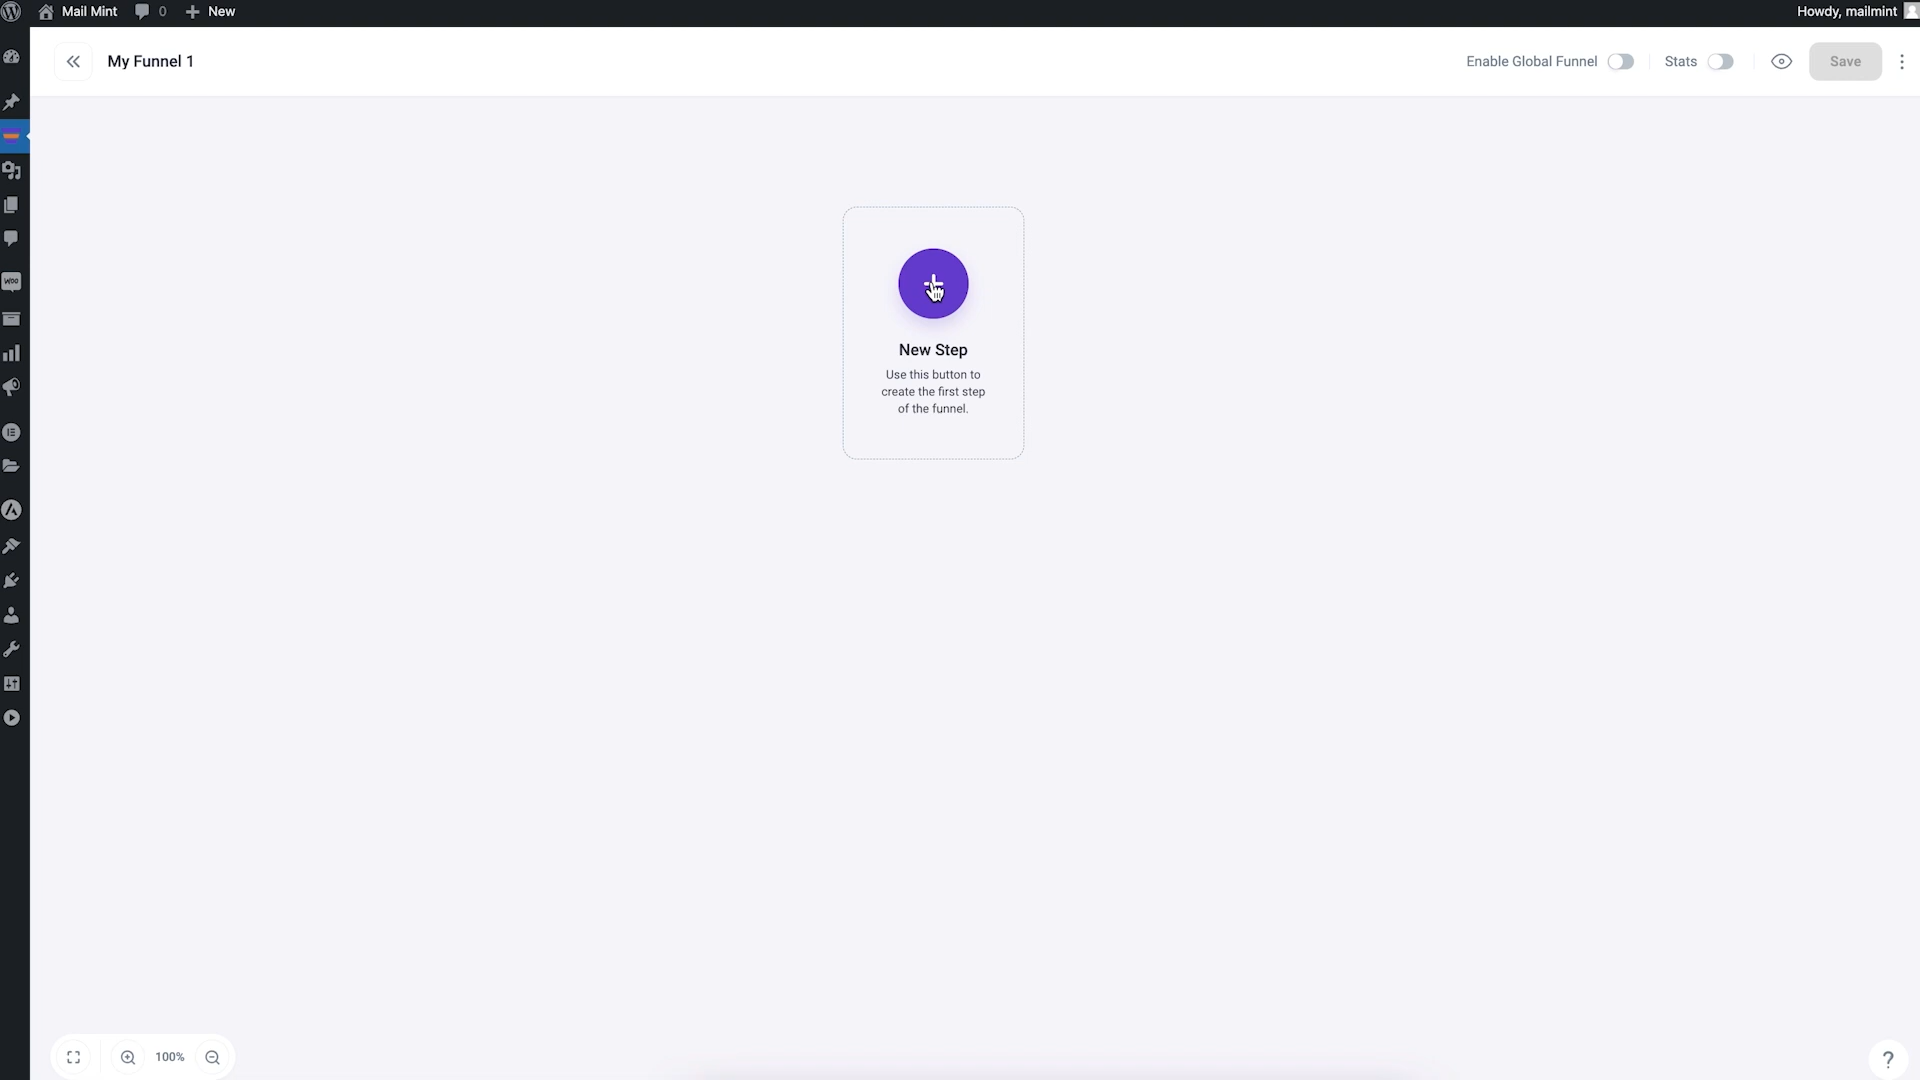 Mail Mint 0 New Howdy, mailmint
My Funnel 1 Enable Global Funnel Stats Save
woo
New Step
Use this button to
create the first step
of the funnel.
100% ?